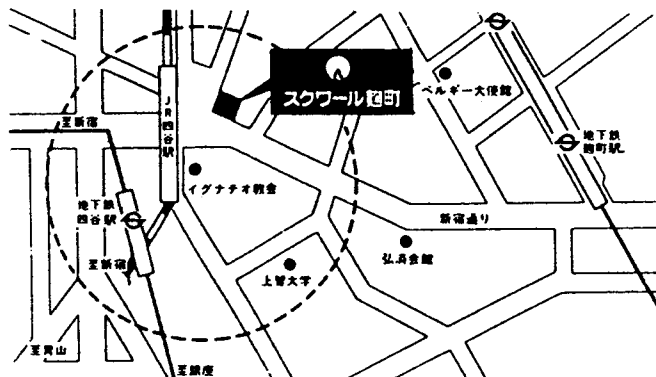 スクワール麹町
ベルギー大使館
地下鉄
麹町駅
JR四谷駅
至新宿
イグナチオ教会
地下鉄
四谷駅
新宿通り
弘済会館
上智大学
至新宿
至青山
至銀座